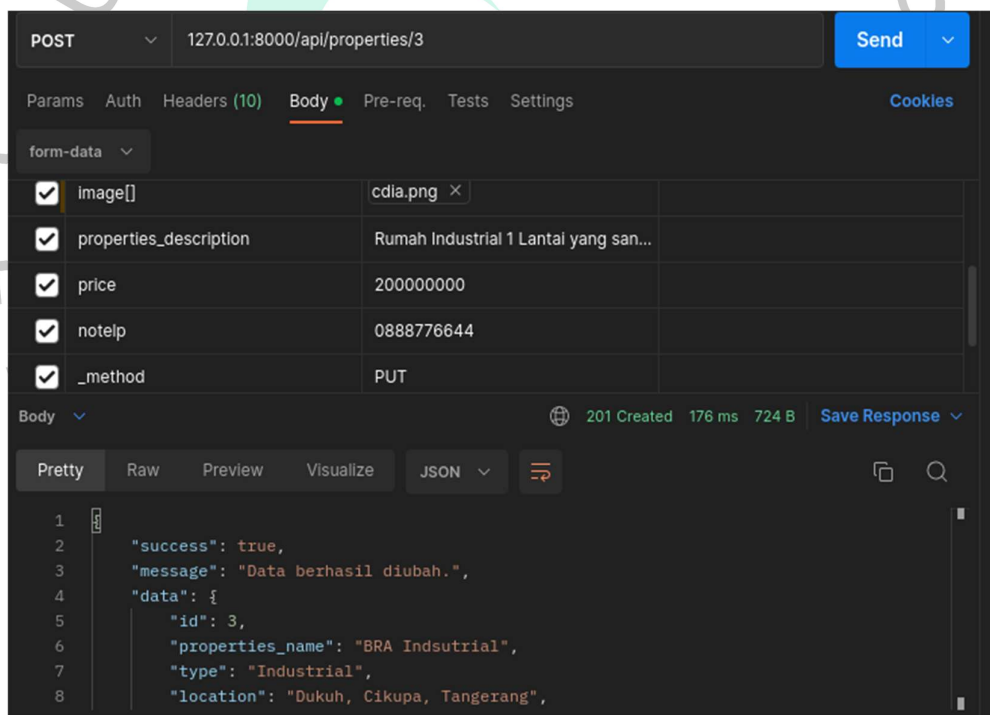 POST 127.0.0.1:8000/api/properties/3 Send
Params Auth Headers (10) Body Pre-req. Tests Settings Cookies
form-data
image[] cdia.png ×
properties_description Rumah Industrial 1 Lantai yang san...
price 200000000
notelp 0888776644
_method PUT
Body 201 Created 176 ms 724 B Save Response
Pretty Raw Preview Visualize JSON
1 {
2 "success": true,
3 "message": "Data berhasil diubah.",
4 "data": {
5 "id": 3,
6 "properties_name": "BRA Indsutrial",
7 "type": "Industrial",
8 "location": "Dukuh, Cikupa, Tangerang",